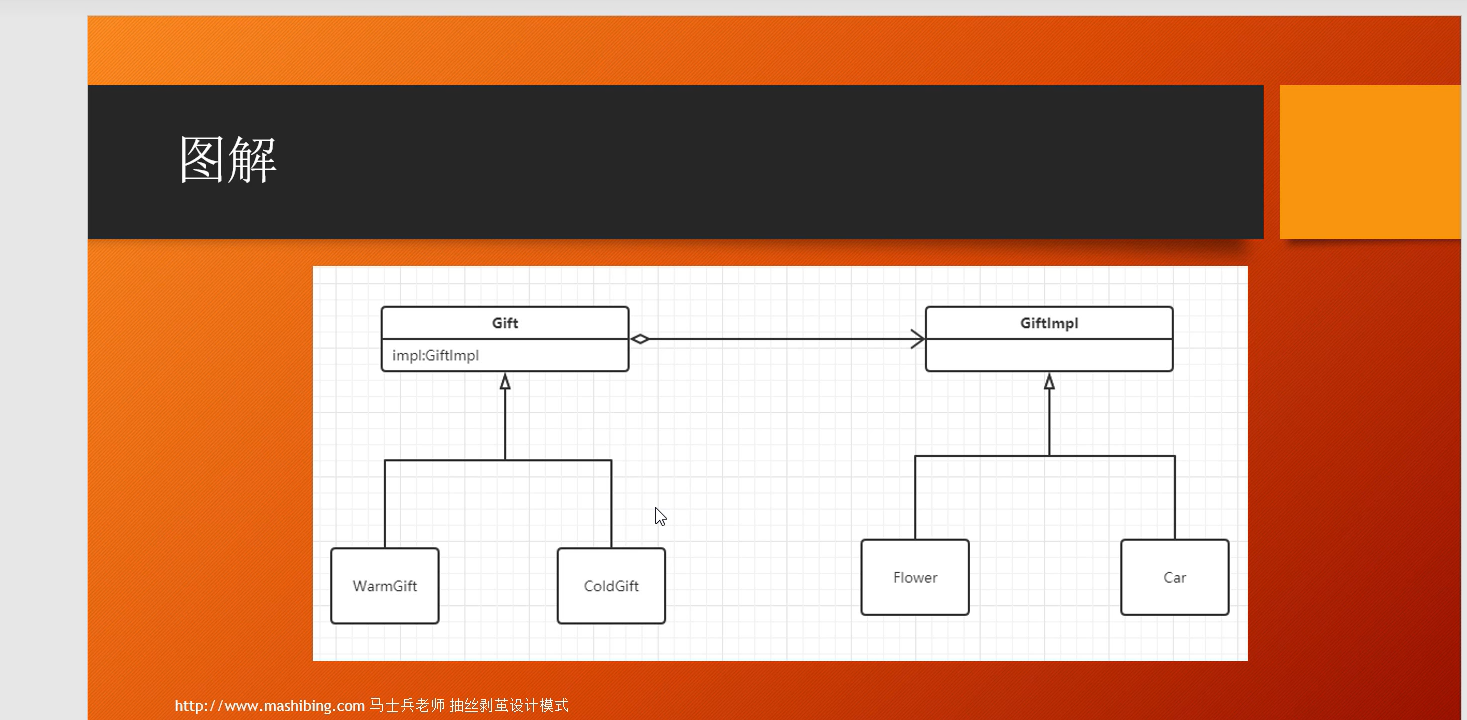 图解
Gift
impl:GiftImpl
GiftImpl
WarmGift
ColdGift
Flower
Car
http://www.mashibing.com 马士兵老师 抽丝剥茧设计模式